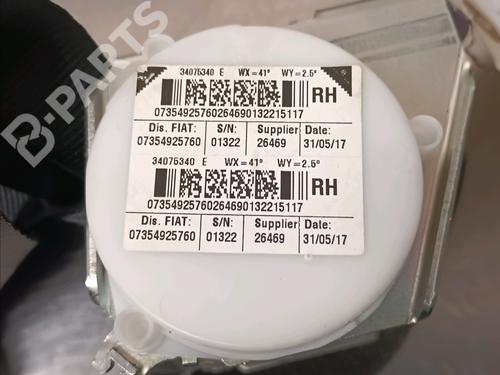 B-PARTS
34075340 E WX=41° WY=2.5°
RH
07354925760264690132215117
Dis. FIAT: S/N: Supplier Date:
07354925760 01322 26469 31/05/17
34075340 E WX=41° WY=2.5°
RH
07354925760264690132215117
Dis. FIAT: S/N: Supplier Date:
07354925760 01322 26469 31/05/17